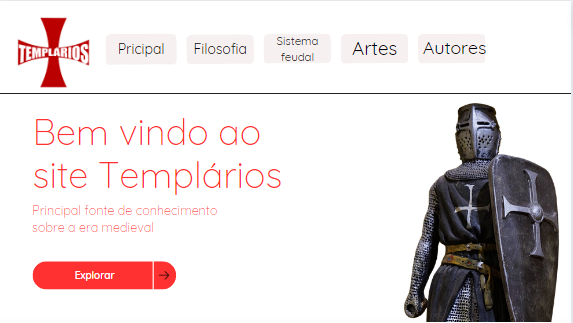 TEMPLARIOS
Pricipal
Filosofia
Sistema
feudal
Artes
Autores
Bem vindo ao
site Templários
Principal fonte de conhecimento
sobre a era medieval
Explorar